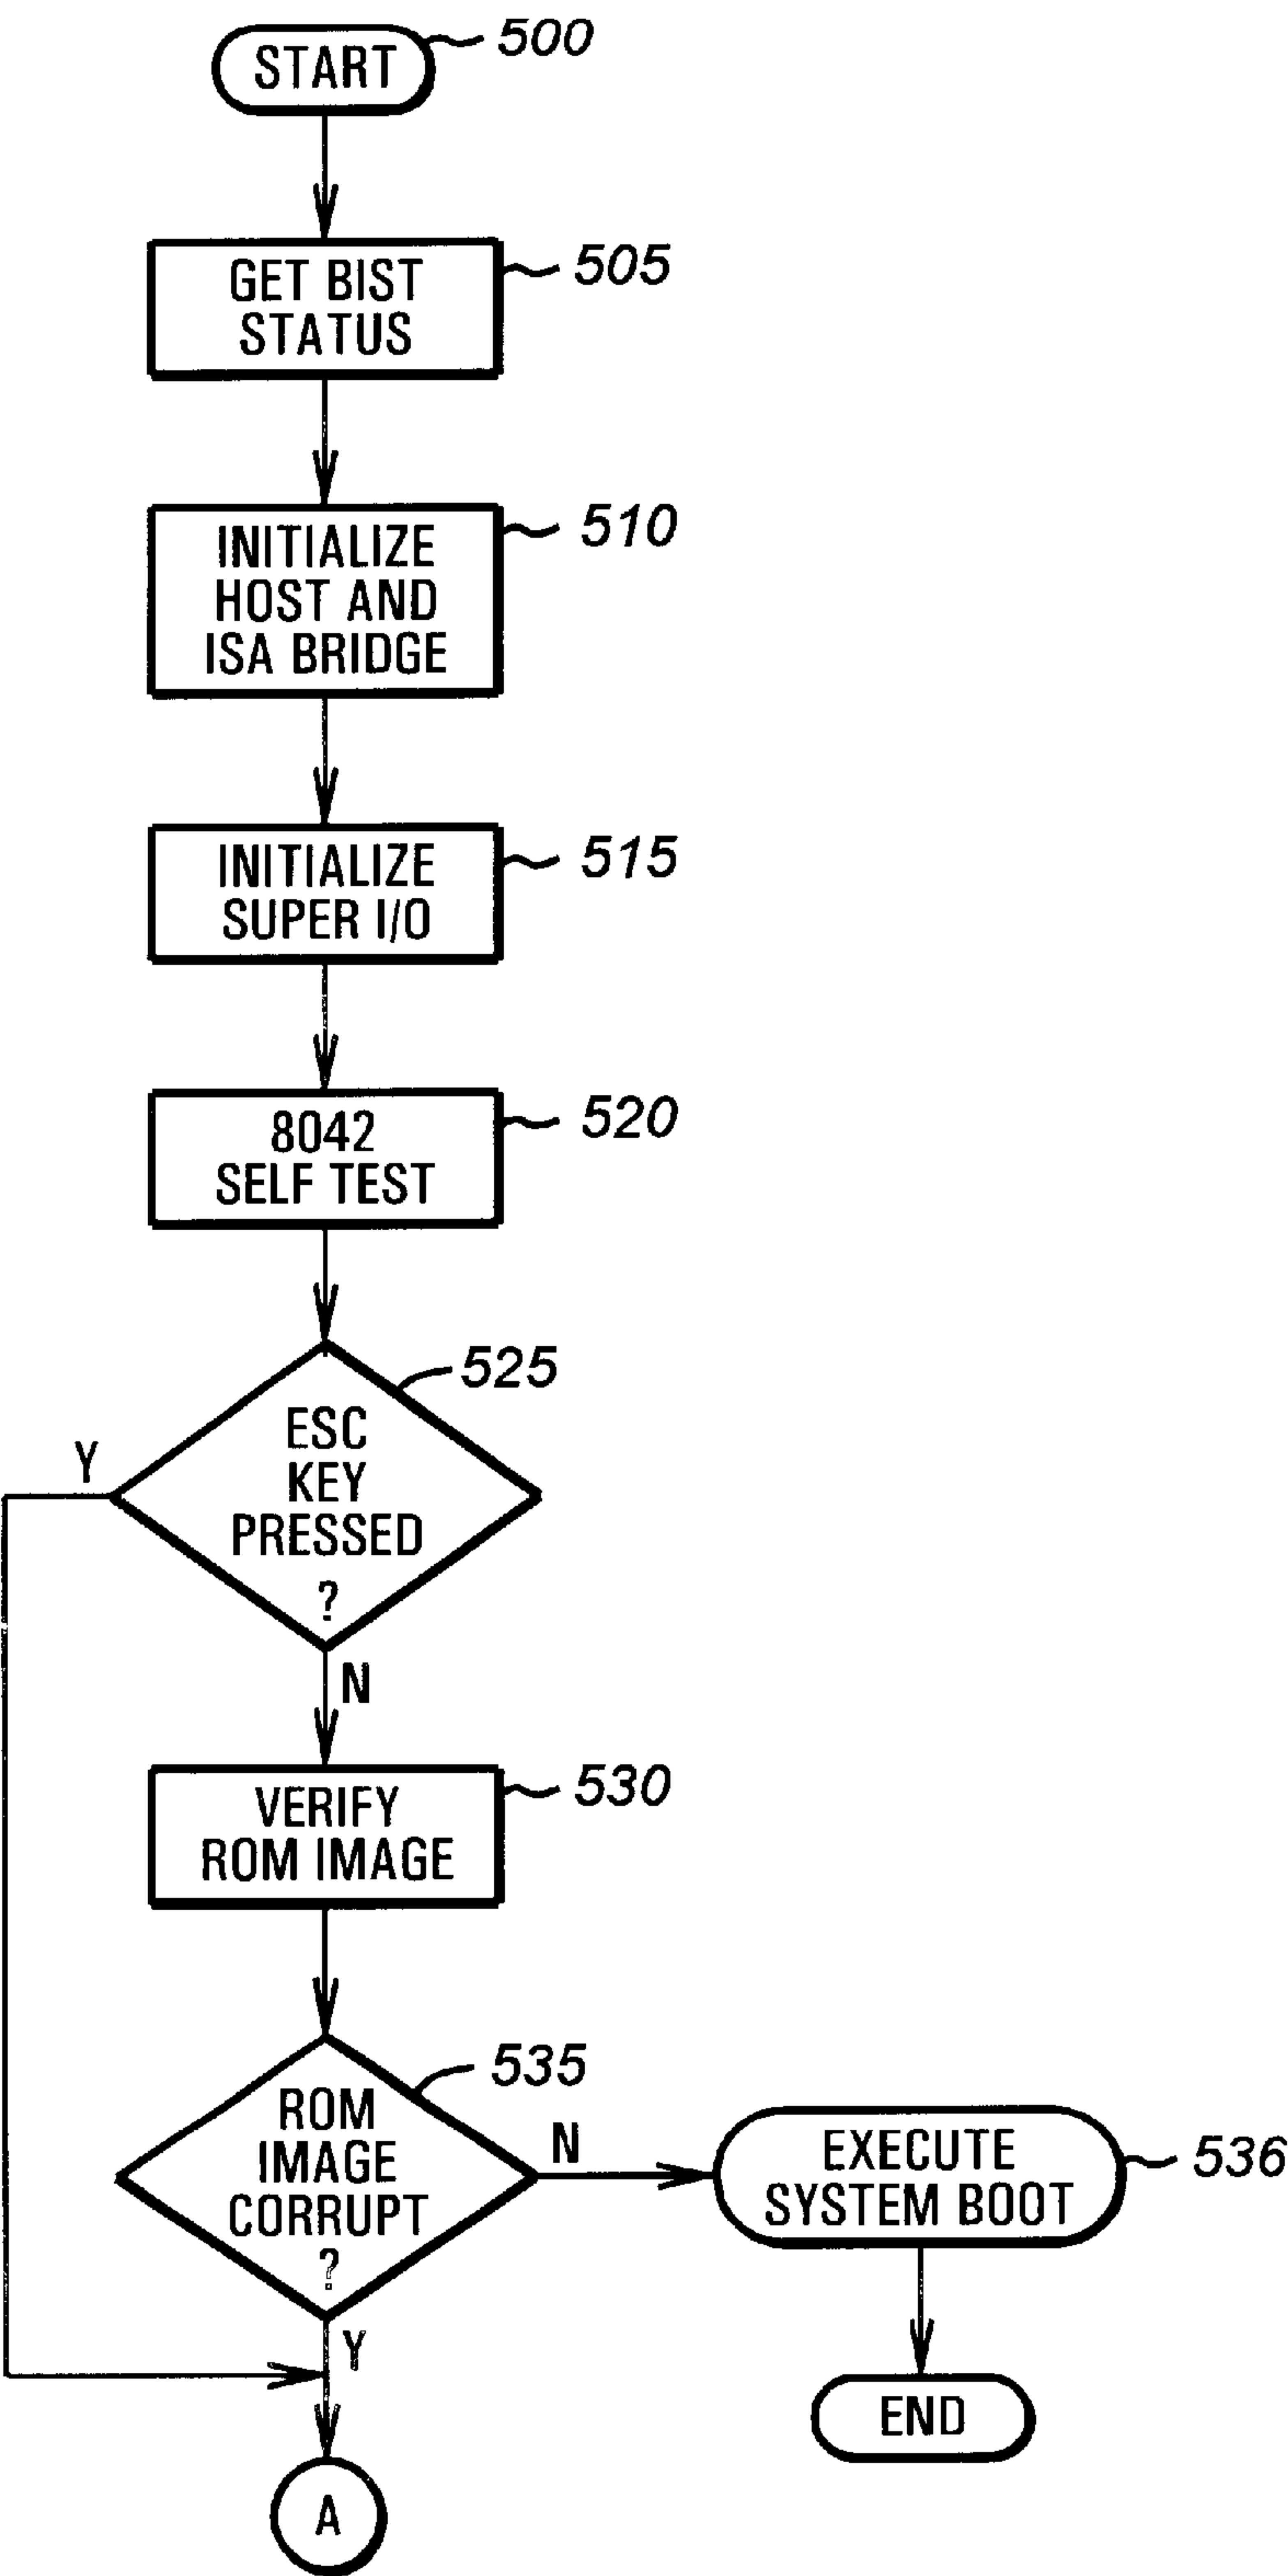 START
500
GET BIST
STATUS
505
INITIALIZE
HOST AND
ISA BRIDGE
510
INITIALIZE
SUPER I/O
515
8042
SELF TEST
520
525
ESC
KEY
PRESSED
?
Y
N
VERIFY
ROM IMAGE
530
535
ROM
IMAGE
CORRUPT
?
N
Y
EXECUTE
SYSTEM BOOT
536
END
A